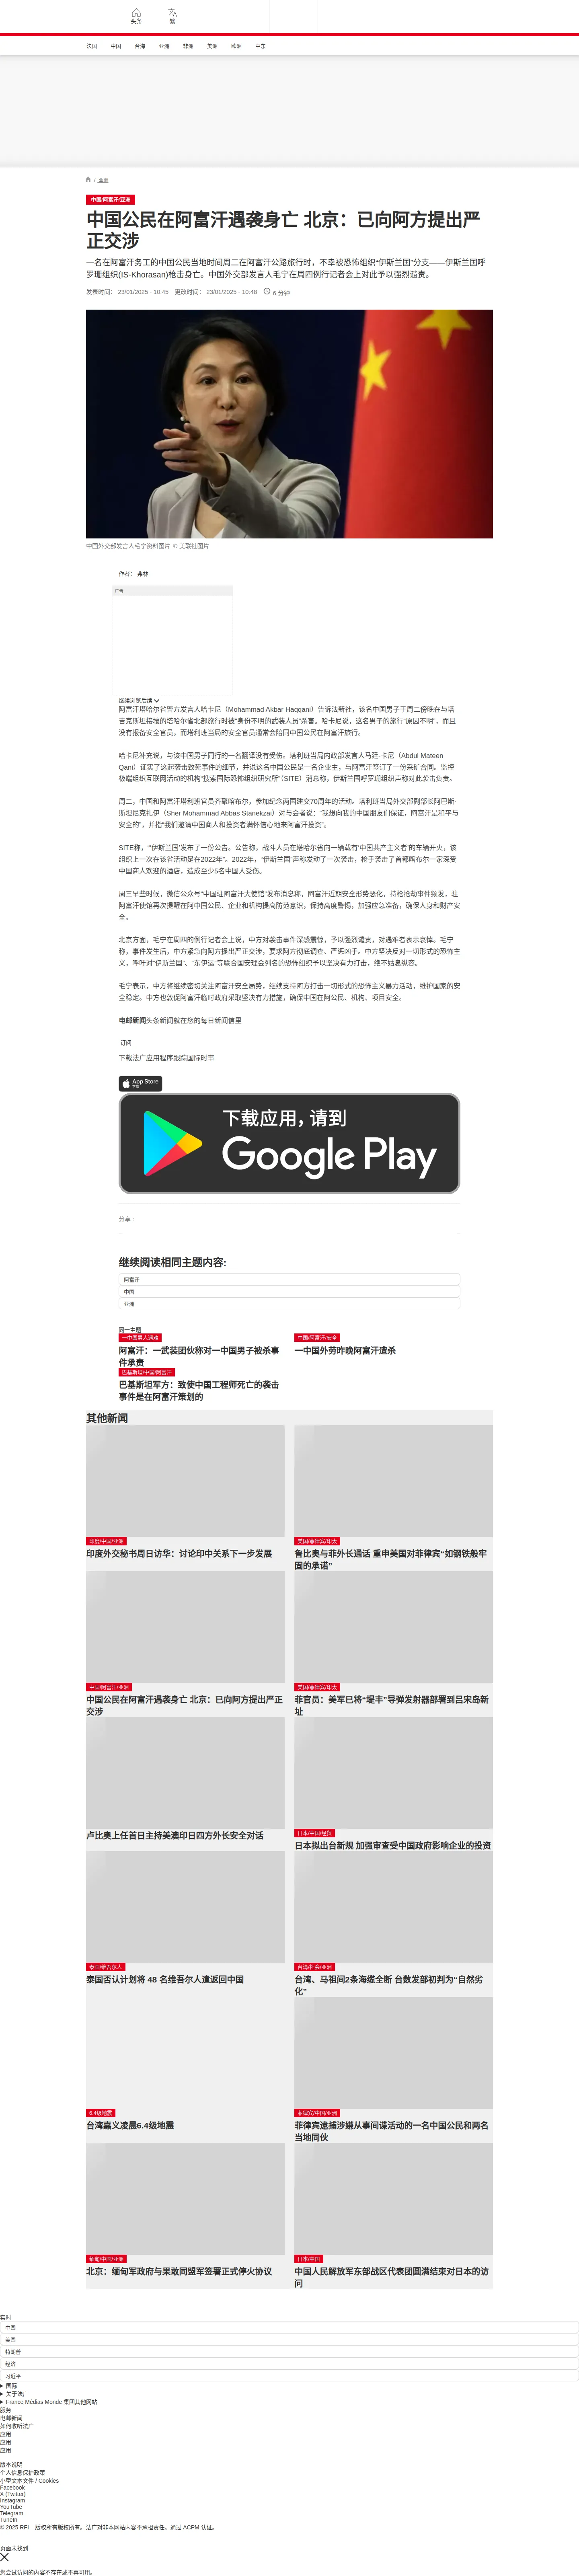 头条
繁
法国
中国
台海
亚洲
非洲
美洲
欧洲
中东
/ 亚洲
中国/阿富汗/亚洲
中国公民在阿富汗遇袭身亡 北京：已向阿方提出严
正交涉
一名在阿富汗务工的中国公民当地时间周二在阿富汗公路旅行时，不幸被恐怖组织“伊斯兰国”分支——伊斯兰国呼
罗珊组织(IS-Khorasan)枪击身亡。中国外交部发言人毛宁在周四例行记者会上对此予以强烈谴责。
发表时间： 23/01/2025 - 10:45 更改时间： 23/01/2025 - 10:48 6 分钟
中国外交部发言人毛宁资料图片 © 美联社图片
作者： 弗林
广告
继续浏览后续
阿富汗塔哈尔省警方发言人哈卡尼（Mohammad Akbar Haqqani）告诉法新社，该名中国男子于周二傍晚在与塔
吉克斯坦接壤的塔哈尔省北部旅行时被“身份不明的武装人员”杀害。哈卡尼说，这名男子的旅行“原因不明”，而且
没有报备安全官员，而塔利班当局的安全官员通常会陪同中国公民在阿富汗旅行。
哈卡尼补充说，与该中国男子同行的一名翻译没有受伤。塔利班当局内政部发言人马廷·卡尼（Abdul Mateen
Qani）证实了这起袭击致死事件的细节，并说这名中国公民是一名企业主，与阿富汗签订了一份采矿合同。监控
极端组织互联网活动的机构“搜索国际恐怖组织研究所”（SITE）消息称，伊斯兰国呼罗珊组织声称对此袭击负责。
周二，中国和阿富汗塔利班官员齐聚喀布尔，参加纪念两国建交70周年的活动。塔利班当局外交部副部长阿巴斯·
斯坦尼克扎伊（Sher Mohammad Abbas Stanekzai）对与会者说：“我想向我的中国朋友们保证，阿富汗是和平与
安全的”，并指“我们邀请中国商人和投资者满怀信心地来阿富汗投资”。
SITE称，“‘伊斯兰国’发布了一份公告。公告称，战斗人员在塔哈尔省向一辆载有‘中国共产主义者’的车辆开火，该
组织上一次在该省活动是在2022年”。2022年，“伊斯兰国”声称发动了一次袭击，枪手袭击了首都喀布尔一家深受
中国商人欢迎的酒店，造成至少5名中国人受伤。
周三早些时候，微信公众号“中国驻阿富汗大使馆”发布消息称，阿富汗近期安全形势恶化，持枪抢劫事件频发，驻
阿富汗使馆再次提醒在阿中国公民、企业和机构提高防范意识，保持高度警惕，加强应急准备，确保人身和财产安
全。
北京方面，毛宁在周四的例行记者会上说，中方对袭击事件深感震惊，予以强烈谴责，对遇难者表示哀悼。毛宁
称，事件发生后，中方紧急向阿方提出严正交涉，要求阿方彻底调查、严惩凶手。中方坚决反对一切形式的恐怖主
义，呼吁对“伊斯兰国”、“东伊运”等联合国安理会列名的恐怖组织予以坚决有力打击，绝不姑息纵容。
毛宁表示，中方将继续密切关注阿富汗安全局势，继续支持阿方打击一切形式的恐怖主义暴力活动，维护国家的安
全稳定。中方也敦促阿富汗临时政府采取坚决有力措施，确保中国在阿公民、机构、项目安全。
电邮新闻头条新闻就在您的每日新闻信里
订阅
下载法广应用程序跟踪国际时事
App Store
下载
下载应用，请到
Google Play
分享 :
继续阅读相同主题内容:
阿富汗
中国
亚洲
同一主题
一中国男人遇难
阿富汗：一武装团伙称对一中国男子被杀事
件承责
中国/阿富汗/安全
一中国外劳昨晚阿富汗遭杀
巴基斯坦/中国/阿富汗
巴基斯坦军方：致使中国工程师死亡的袭击
事件是在阿富汗策划的
其他新闻
印度/中国/亚洲
印度外交秘书周日访华：讨论印中关系下一步发展
美国/菲律宾/印太
鲁比奥与菲外长通话 重申美国对菲律宾“如钢铁般牢
固的承诺”
中国/阿富汗/亚洲
中国公民在阿富汗遇袭身亡 北京：已向阿方提出严正
交涉
美国/菲律宾/印太
菲官员：美军已将“堤丰”导弹发射器部署到吕宋岛新
址
卢比奥上任首日主持美澳印日四方外长安全对话
日本/中国/经贸
日本拟出台新规 加强审查受中国政府影响企业的投资
泰国/维吾尔人
泰国否认计划将 48 名维吾尔人遣返回中国
台湾/社会/亚洲
台湾、马祖间2条海缆全断 台数发部初判为“自然劣
化”
6.4级地震
台湾嘉义凌晨6.4级地震
菲律宾/中国/亚洲
菲律宾逮捕涉嫌从事间谍活动的一名中国公民和两名
当地同伙
缅甸/中国/亚洲
北京：缅甸军政府与果敢同盟军签署正式停火协议
日本/中国
中国人民解放军东部战区代表团圆满结束对日本的访
问
实时
中国
美国
特朗普
经济
习近平
国际
关于法广
France Médias Monde 集团其他网站
服务
电邮新闻
如何收听法广
应用
应用
应用
版本说明
个人信息保护政策
小型文本文件 / Cookies
Facebook
X (Twitter)
Instagram
YouTube
Telegram
TuneIn
© 2025 RFI – 版权所有版权所有。法广对非本网站内容不承担责任。通过 ACPM 认证。
页面未找到
您尝试访问的内容不存在或不再可用。